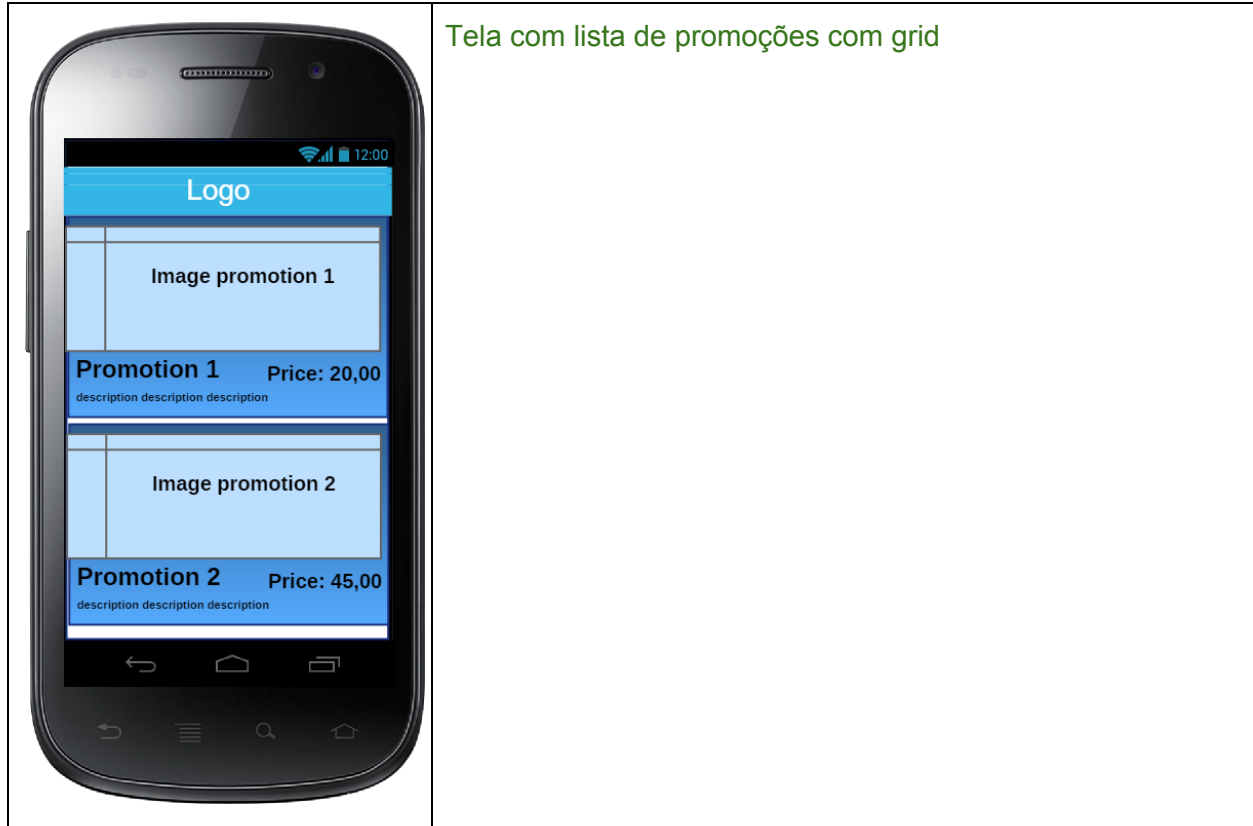 Tela com lista de promoções com grid
12:00
Logo
Image promotion 1
Promotion 1
Price: 20,00
description description description
Image promotion 2
Promotion 2
Price: 45,00
description description description